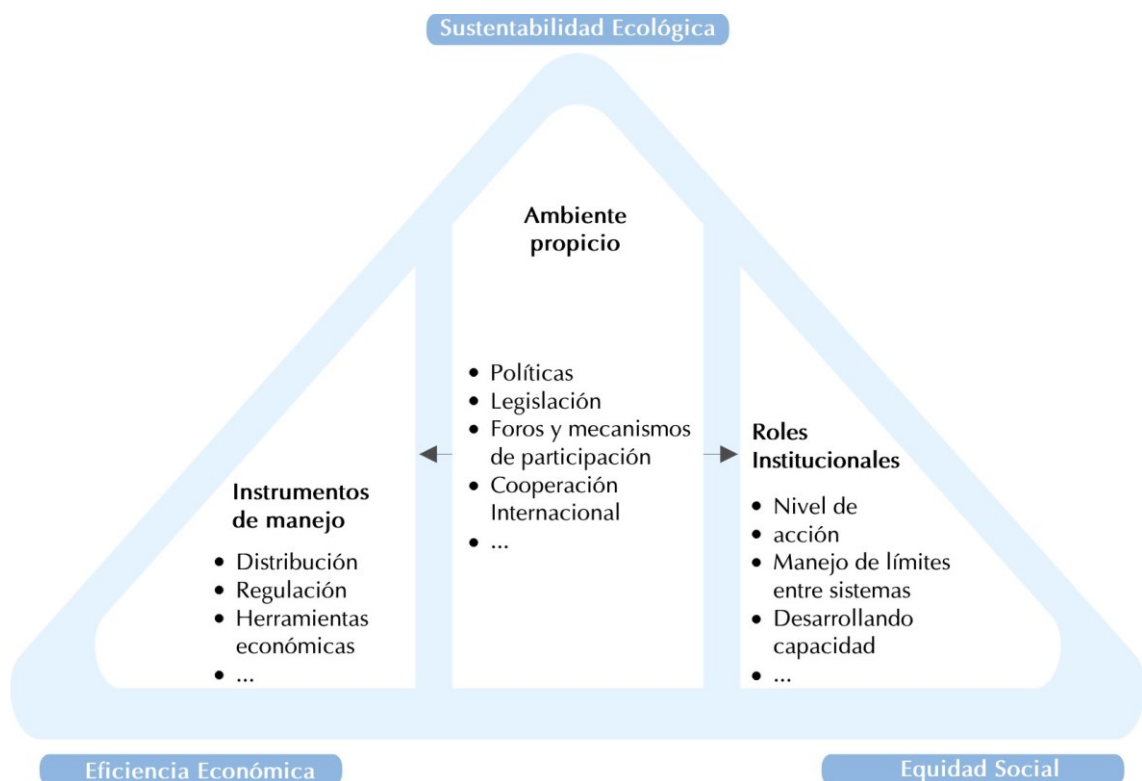 Sustentabilidad Ecológica
Ambiente
propicio
• Políticas
• Legislación
• Foros y mecanismos
de participación
• Cooperación
Internacional
• ...
Instrumentos
de manejo
• Distribución
• Regulación
• Herramientas
económicas
• ...
Roles
Institucionales
• Nivel de
• acción
• Manejo de límites
entre sistemas
• Desarrollando
capacidad
• ...
Eficiencia Económica
Equidad Social